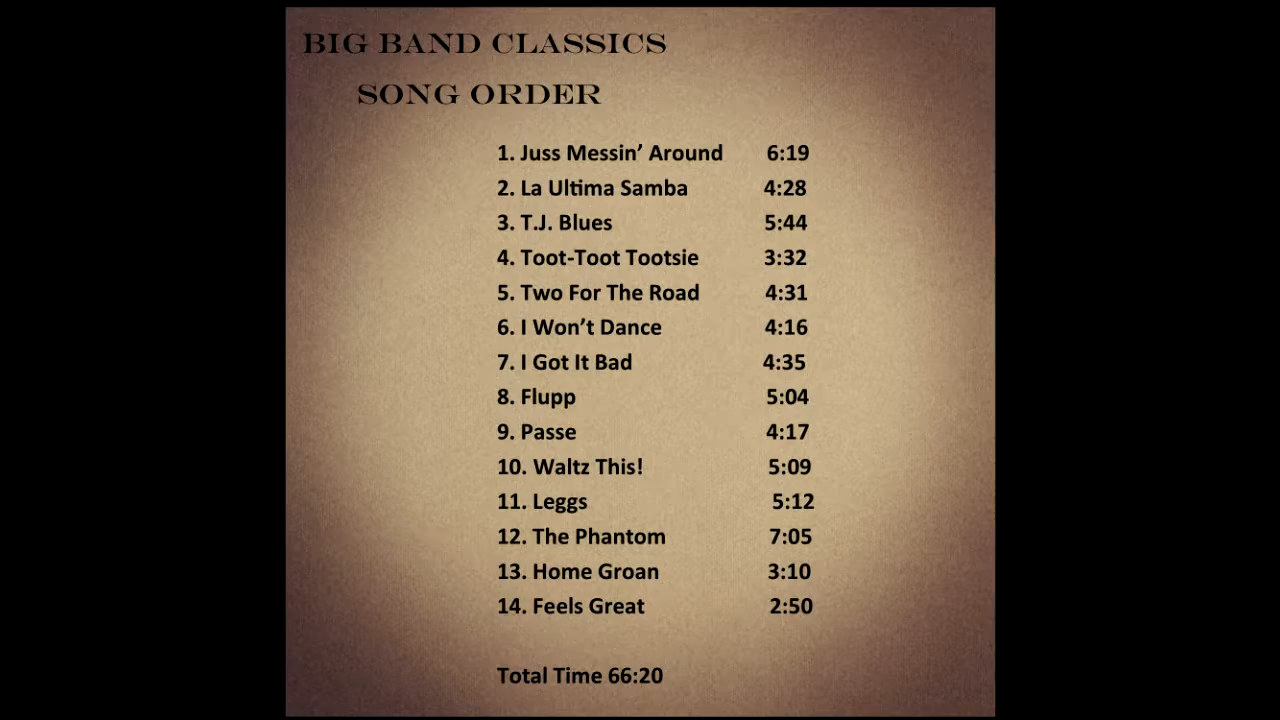 BIG BAND CLASSICS
SONG ORDER
1. Juss Messin’ Around 6:19
2. La Ultima Samba 4:28
3. T.J. Blues 5:44
4. Toot-Toot Tootsie 3:32
5. Two For The Road 4:31
6. I Won’t Dance 4:16
7. I Got It Bad 4:35
8. Flupp 5:04
9. Passe 4:17
10. Waltz This! 5:09
11. Leggs 5:12
12. The Phantom 7:05
13. Home Groan 3:10
14. Feels Great 2:50
Total Time 66:20